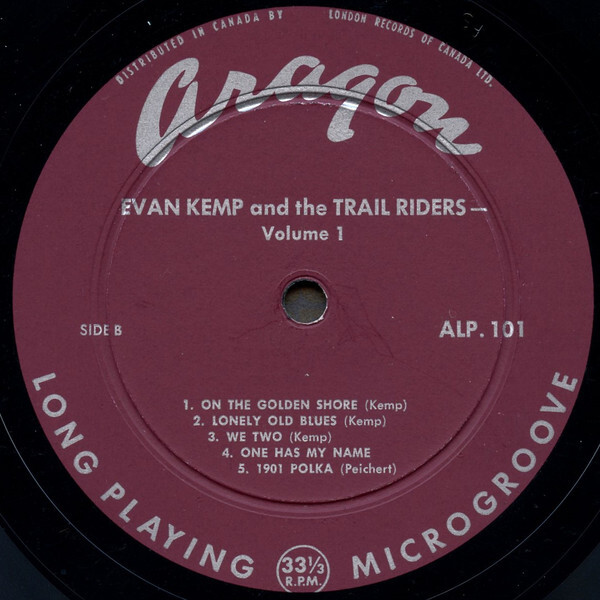 DISTRIBUTED IN CANADA BY LONDON RECORDS OF CANADA LTD.
Aragon
EVAN KEMP and the TRAIL RIDERS—
Volume 1
SIDE B
ALP. 101
1. ON THE GOLDEN SHORE (Kemp)
2. LONELY OLD BLUES (Kemp)
3. WE TWO (Kemp)
4. ONE HAS MY NAME
5. 1901 POLKA (Peichert)
LONG PLAYING 33⅓ R.P.M. MICROGROOVE